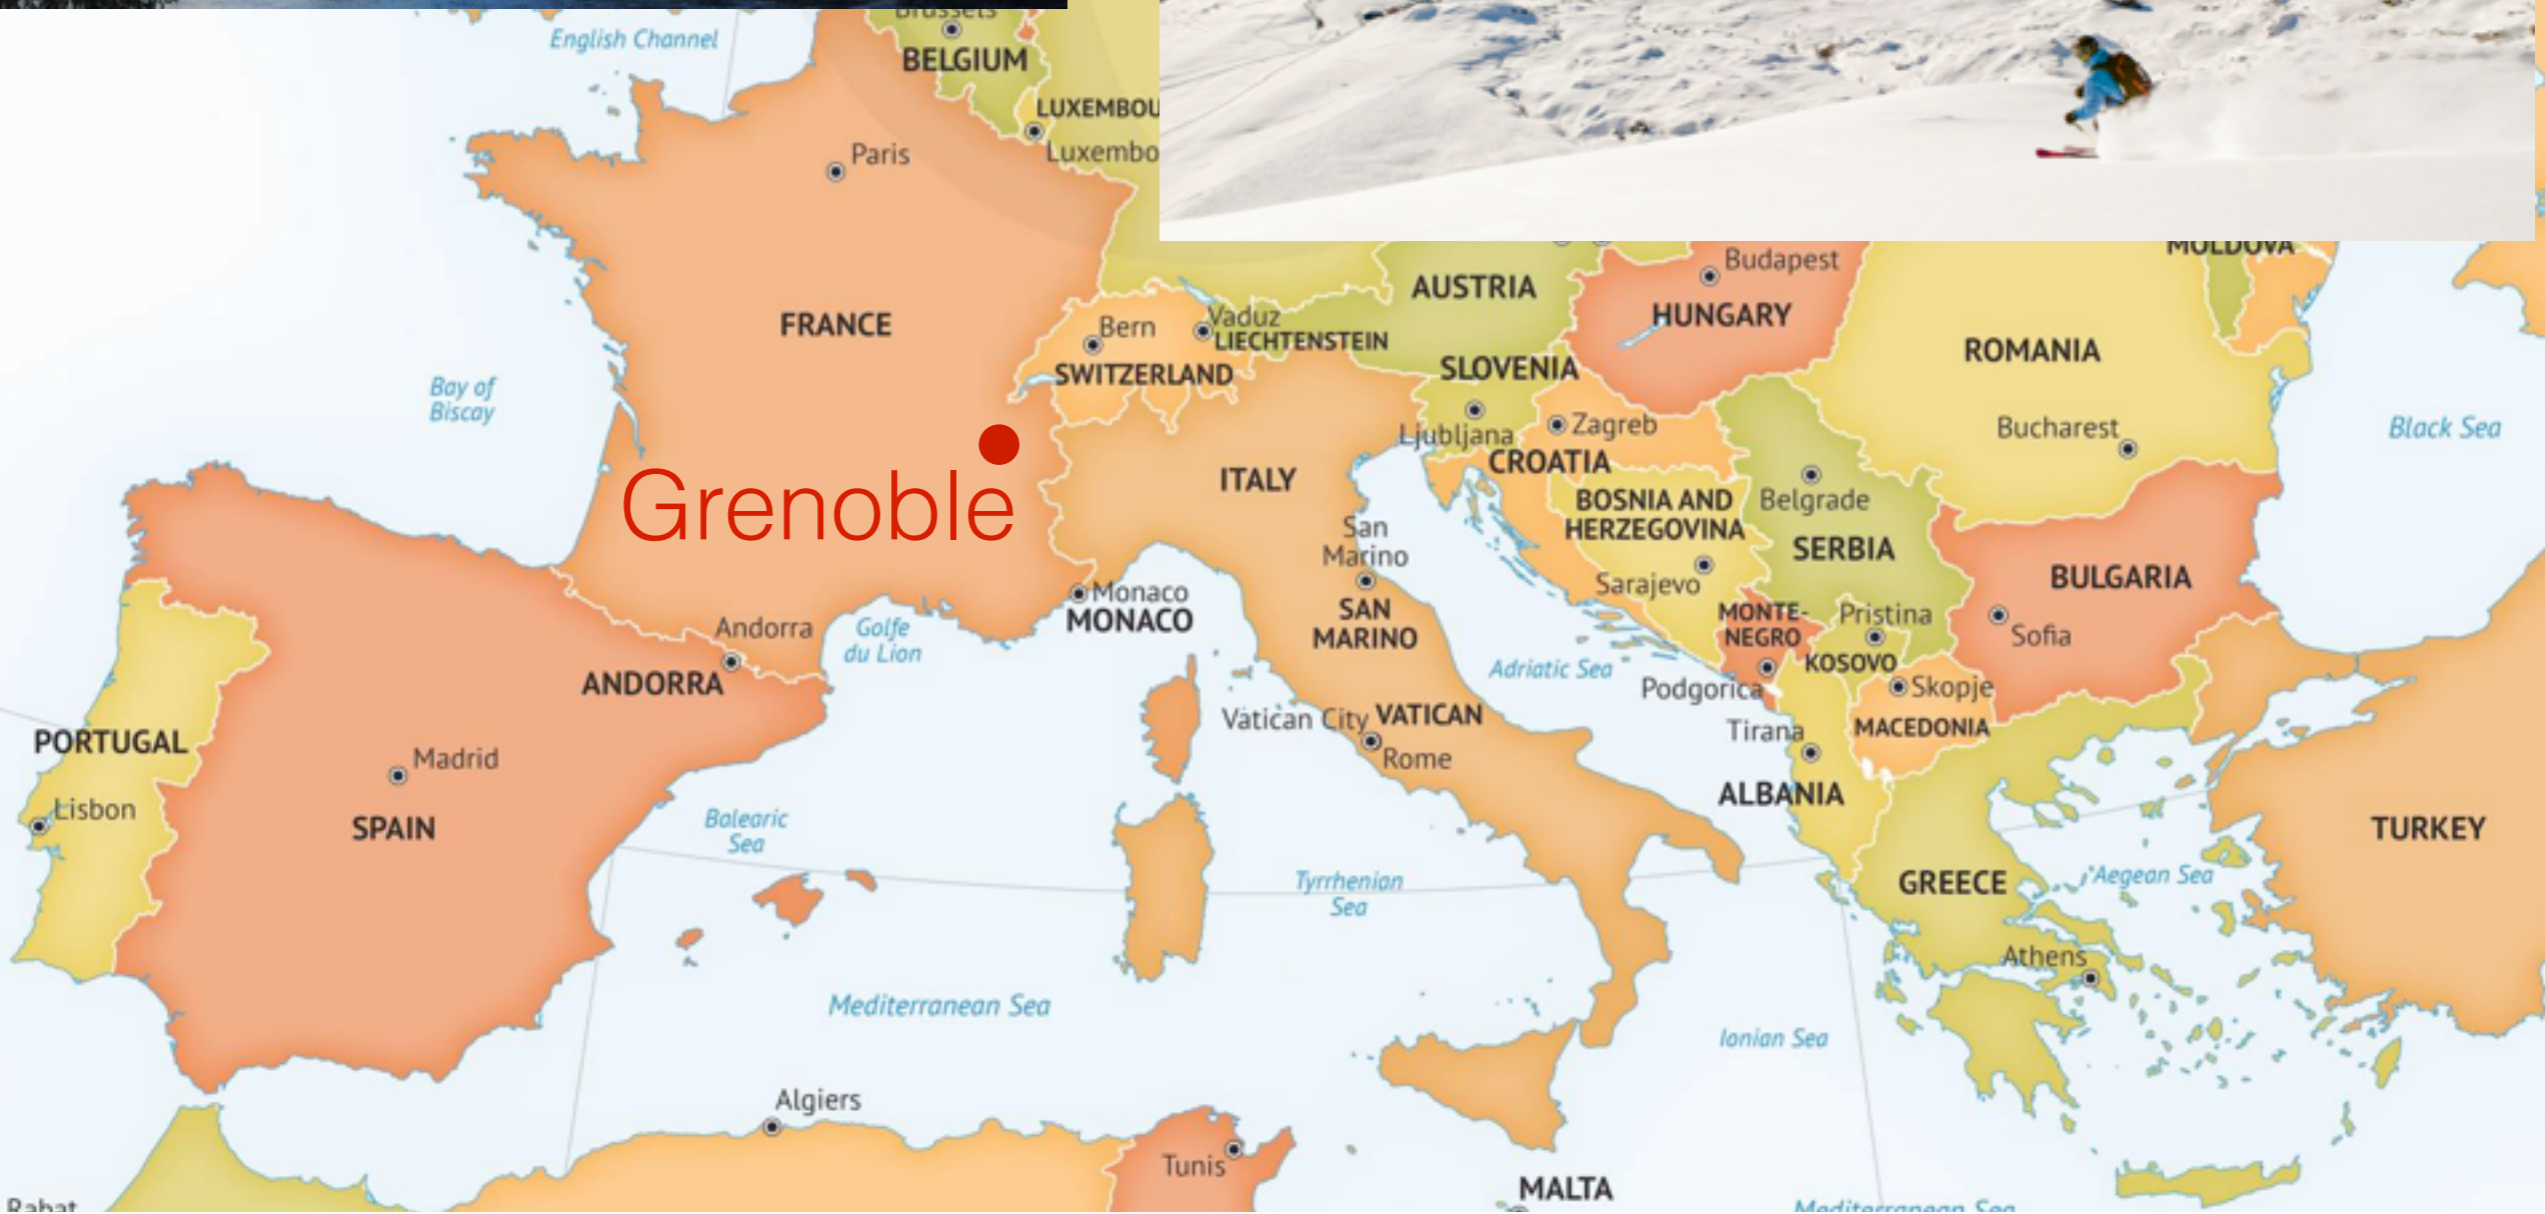 Brussels
English Channel
BELGIUM
LUXEMBOU
Luxembo
Paris
MOLDOVA
Budapest
AUSTRIA
HUNGARY
FRANCE
Bern
Vaduz
LIECHTENSTEIN
SWITZERLAND
SLOVENIA
ROMANIA
Bay of
Biscay
Ljubljana
Zagreb
Bucharest
Black Sea
CROATIA
ITALY
Grenoble
BOSNIA AND
HERZEGOVINA
Belgrade
San
Marino
SERBIA
Sarajevo
BULGARIA
Monaco
MONACO
SAN
MARINO
MONTE-
NEGRO
Pristina
Sofia
Andorra
Golfe
du Lion
KOSOVO
Adriatic Sea
ANDORRA
Podgorica
Skopje
Vatican City
VATICAN
Tirana
MACEDONIA
PORTUGAL
Madrid
Rome
ALBANIA
Lisbon
SPAIN
Balearic
Sea
TURKEY
Tyrrhenian
Sea
GREECE
Aegean Sea
Athens
Mediterranean Sea
Ionian Sea
Algiers
Tunis
MALTA
Rabat
Mediterranean Sea